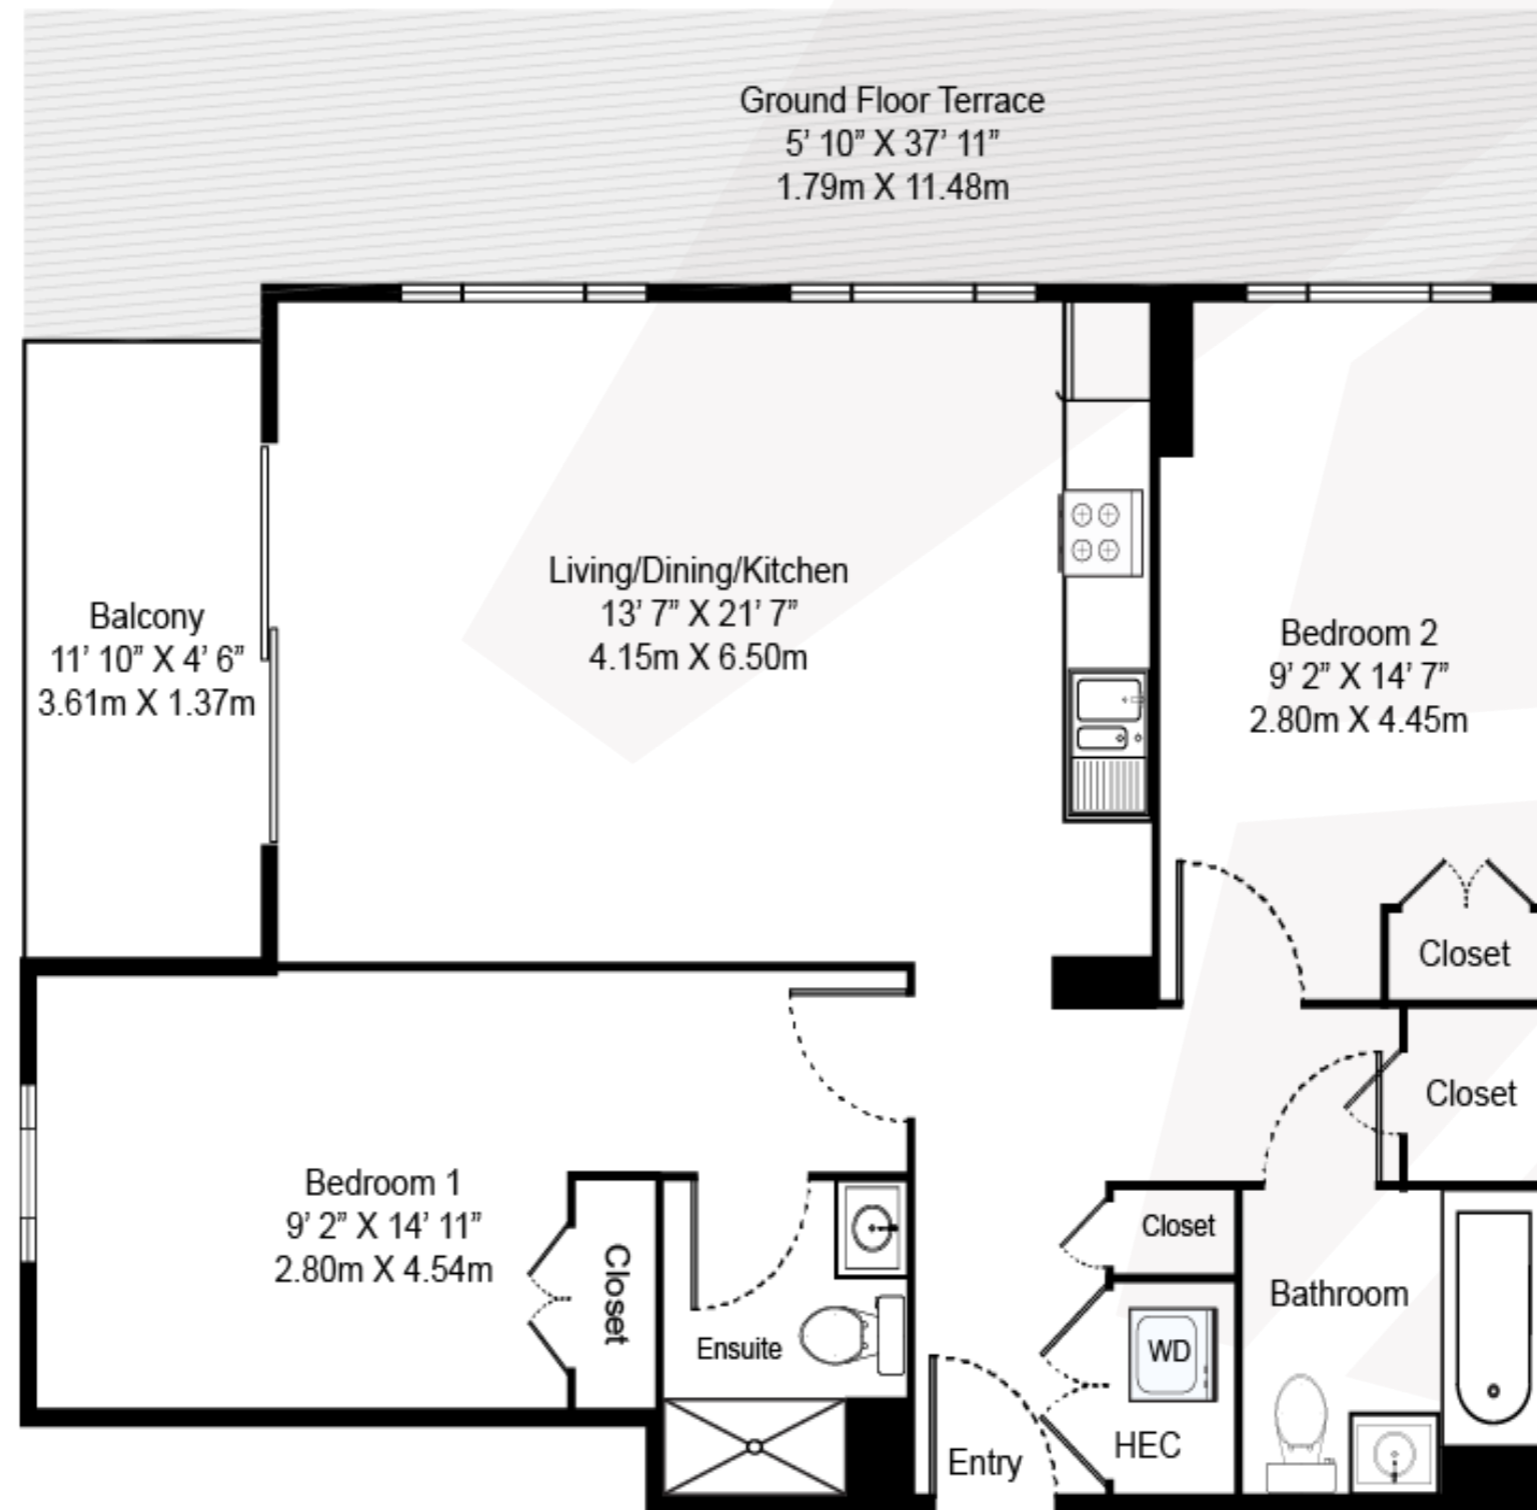 Ground Floor Terrace
5’ 10” X 37’ 11”
1.79m X 11.48m
Living/Dining/Kitchen
13’ 7” X 21’ 7”
4.15m X 6.50m
Balcony
11’ 10” X 4’ 6”
3.61m X 1.37m
Bedroom 2
9’ 2” X 14’ 7”
2.80m X 4.45m
Closet
Closet
Bedroom 1
9’ 2” X 14’ 11”
2.80m X 4.54m
Closet
Closet
Ensuite
Bathroom
WD
HEC
Entry